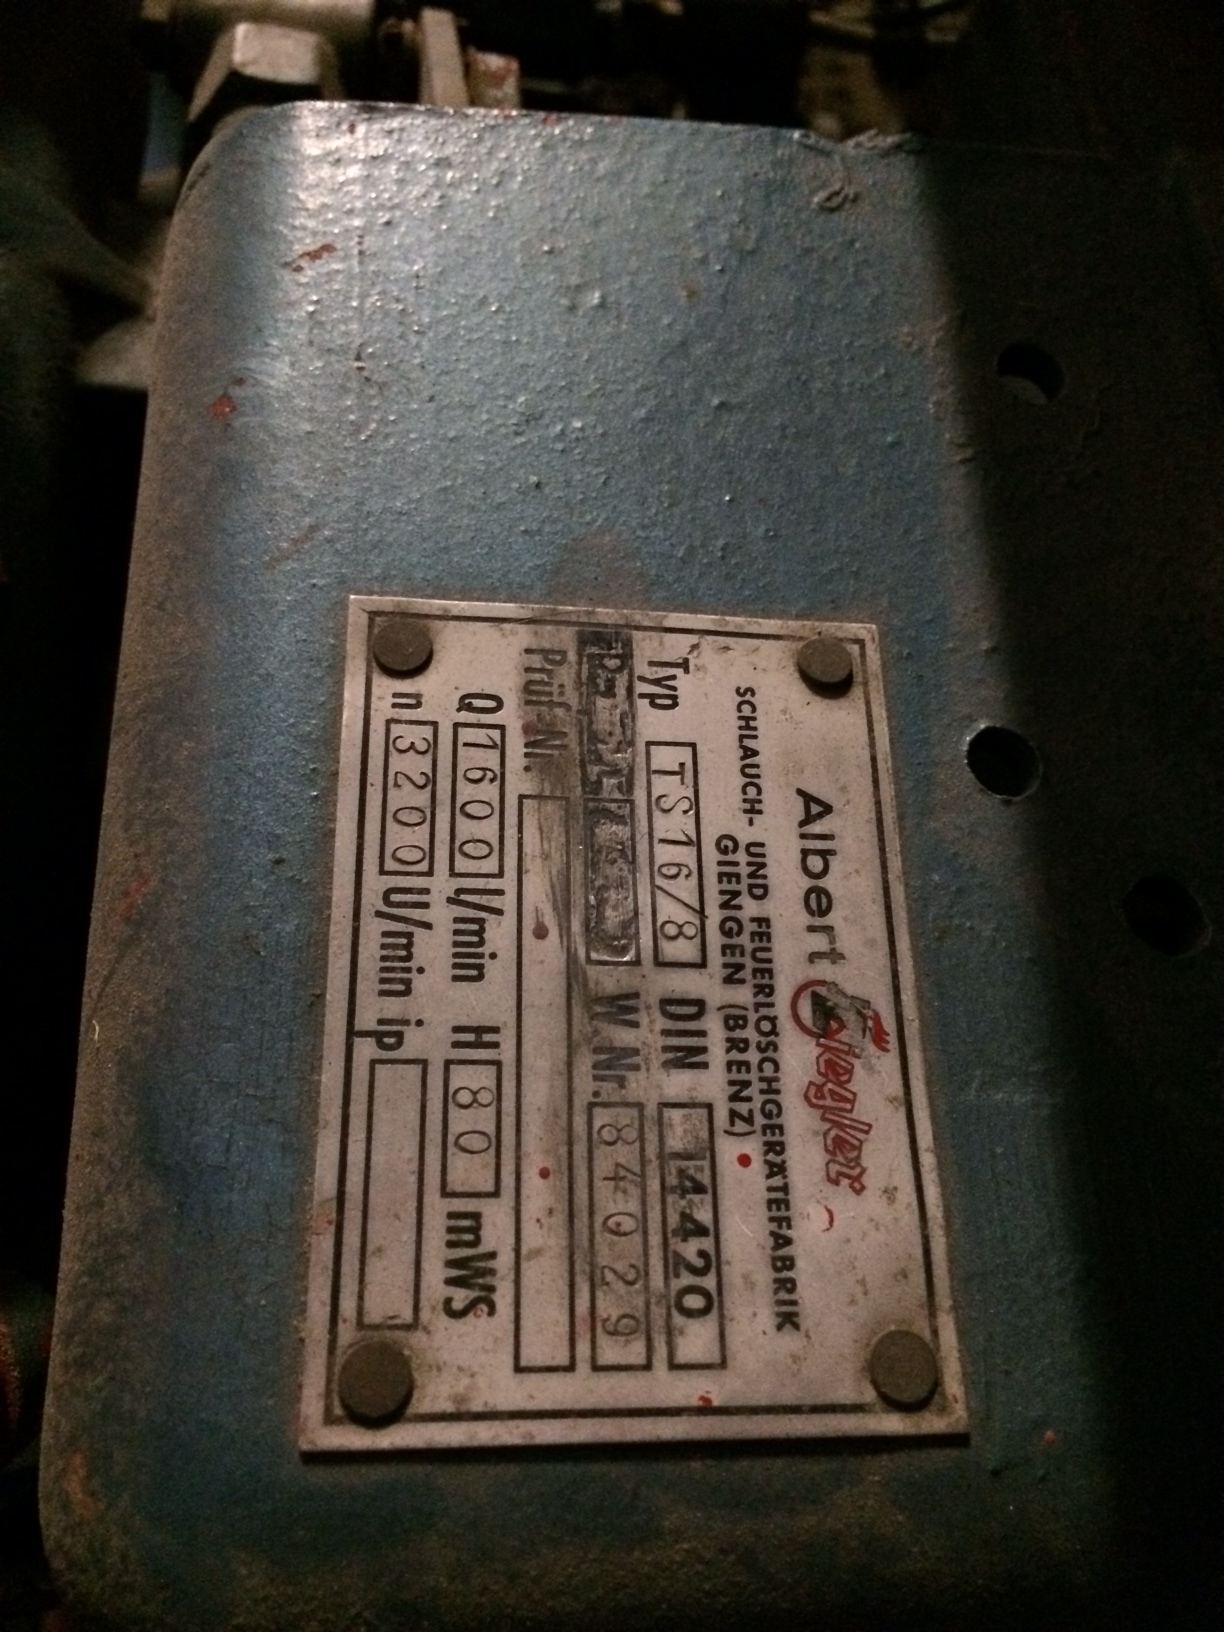 Albert Ziegler
SCHLAUCH- UND FEUERLÖSCHGERÄTEFABRIK
GIENGEN (BRENZ)
Typ TS16/8 DIN 14420
W. Nr. 84029
Prüf-Nr.
Q 1600 l/min H 80 mWS
n 3200 U/min ip